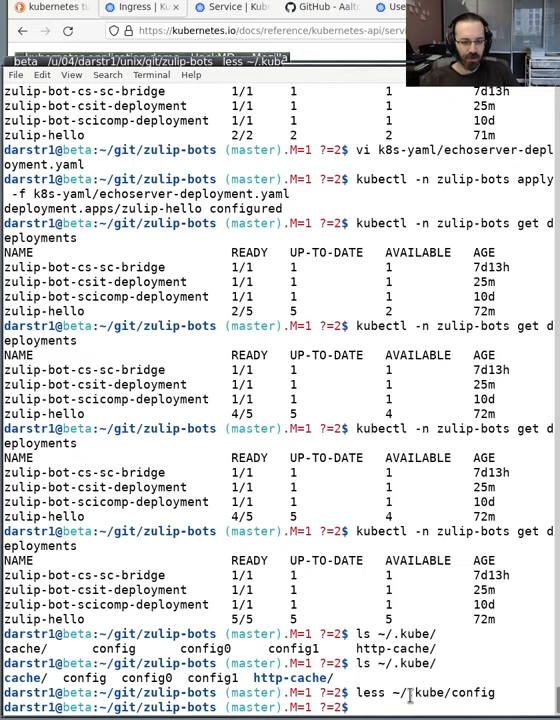 kubernetes tu
Ingress | Ku
Service | Kuben
GitHub - Aalto
Use
https://kubernetes.io/docs/reference/kubernetes-api/servi
beta /u/04/darstr1/unix/git/zulip-bots less ~/.kube
File Edit View Search Terminal Help
zulip-bot-cs-sc-bridge 1/1 1 1 7d13h
zulip-bot-csit-deployment 1/1 1 1 25m
zulip-bot-scicomp-deployment 1/1 1 1 10d
zulip-hello 2/2 2 2 71m
darstr1@beta:~/git/zulip-bots (master).M=1 ?=2$ vi k8s-yaml/echoserver-depl
oyment.yaml
darstr1@beta:~/git/zulip-bots (master).M=1 ?=2$ kubectl -n zulip-bots apply
-f k8s-yaml/echoserver-deployment.yaml
deployment.apps/zulip-hello configured
darstr1@beta:~/git/zulip-bots (master).M=1 ?=2$ kubectl -n zulip-bots get d
eployments
NAME READY UP-TO-DATE AVAILABLE AGE
zulip-bot-cs-sc-bridge 1/1 1 1 7d13h
zulip-bot-csit-deployment 1/1 1 1 25m
zulip-bot-scicomp-deployment 1/1 1 1 10d
zulip-hello 2/5 5 2 72m
darstr1@beta:~/git/zulip-bots (master).M=1 ?=2$ kubectl -n zulip-bots get d
eployments
NAME READY UP-TO-DATE AVAILABLE AGE
zulip-bot-cs-sc-bridge 1/1 1 1 7d13h
zulip-bot-csit-deployment 1/1 1 1 25m
zulip-bot-scicomp-deployment 1/1 1 1 10d
zulip-hello 4/5 5 4 72m
darstr1@beta:~/git/zulip-bots (master).M=1 ?=2$ kubectl -n zulip-bots get d
eployments
NAME READY UP-TO-DATE AVAILABLE AGE
zulip-bot-cs-sc-bridge 1/1 1 1 7d13h
zulip-bot-csit-deployment 1/1 1 1 25m
zulip-bot-scicomp-deployment 1/1 1 1 10d
zulip-hello 4/5 5 4 72m
darstr1@beta:~/git/zulip-bots (master).M=1 ?=2$ kubectl -n zulip-bots get d
eployments
NAME READY UP-TO-DATE AVAILABLE AGE
zulip-bot-cs-sc-bridge 1/1 1 1 7d13h
zulip-bot-csit-deployment 1/1 1 1 25m
zulip-bot-scicomp-deployment 1/1 1 1 10d
zulip-hello 5/5 5 5 72m
darstr1@beta:~/git/zulip-bots (master).M=1 ?=2$ ls ~/.kube/
cache/ config config0 config1 http-cache/
darstr1@beta:~/git/zulip-bots (master).M=1 ?=2$ ls ~/.kube/
cache/ config config0 config1 http-cache/
darstr1@beta:~/git/zulip-bots (master).M=1 ?=2$ less ~/.kube/config
darstr1@beta:~/git/zulip-bots (master).M=1 ?=2$